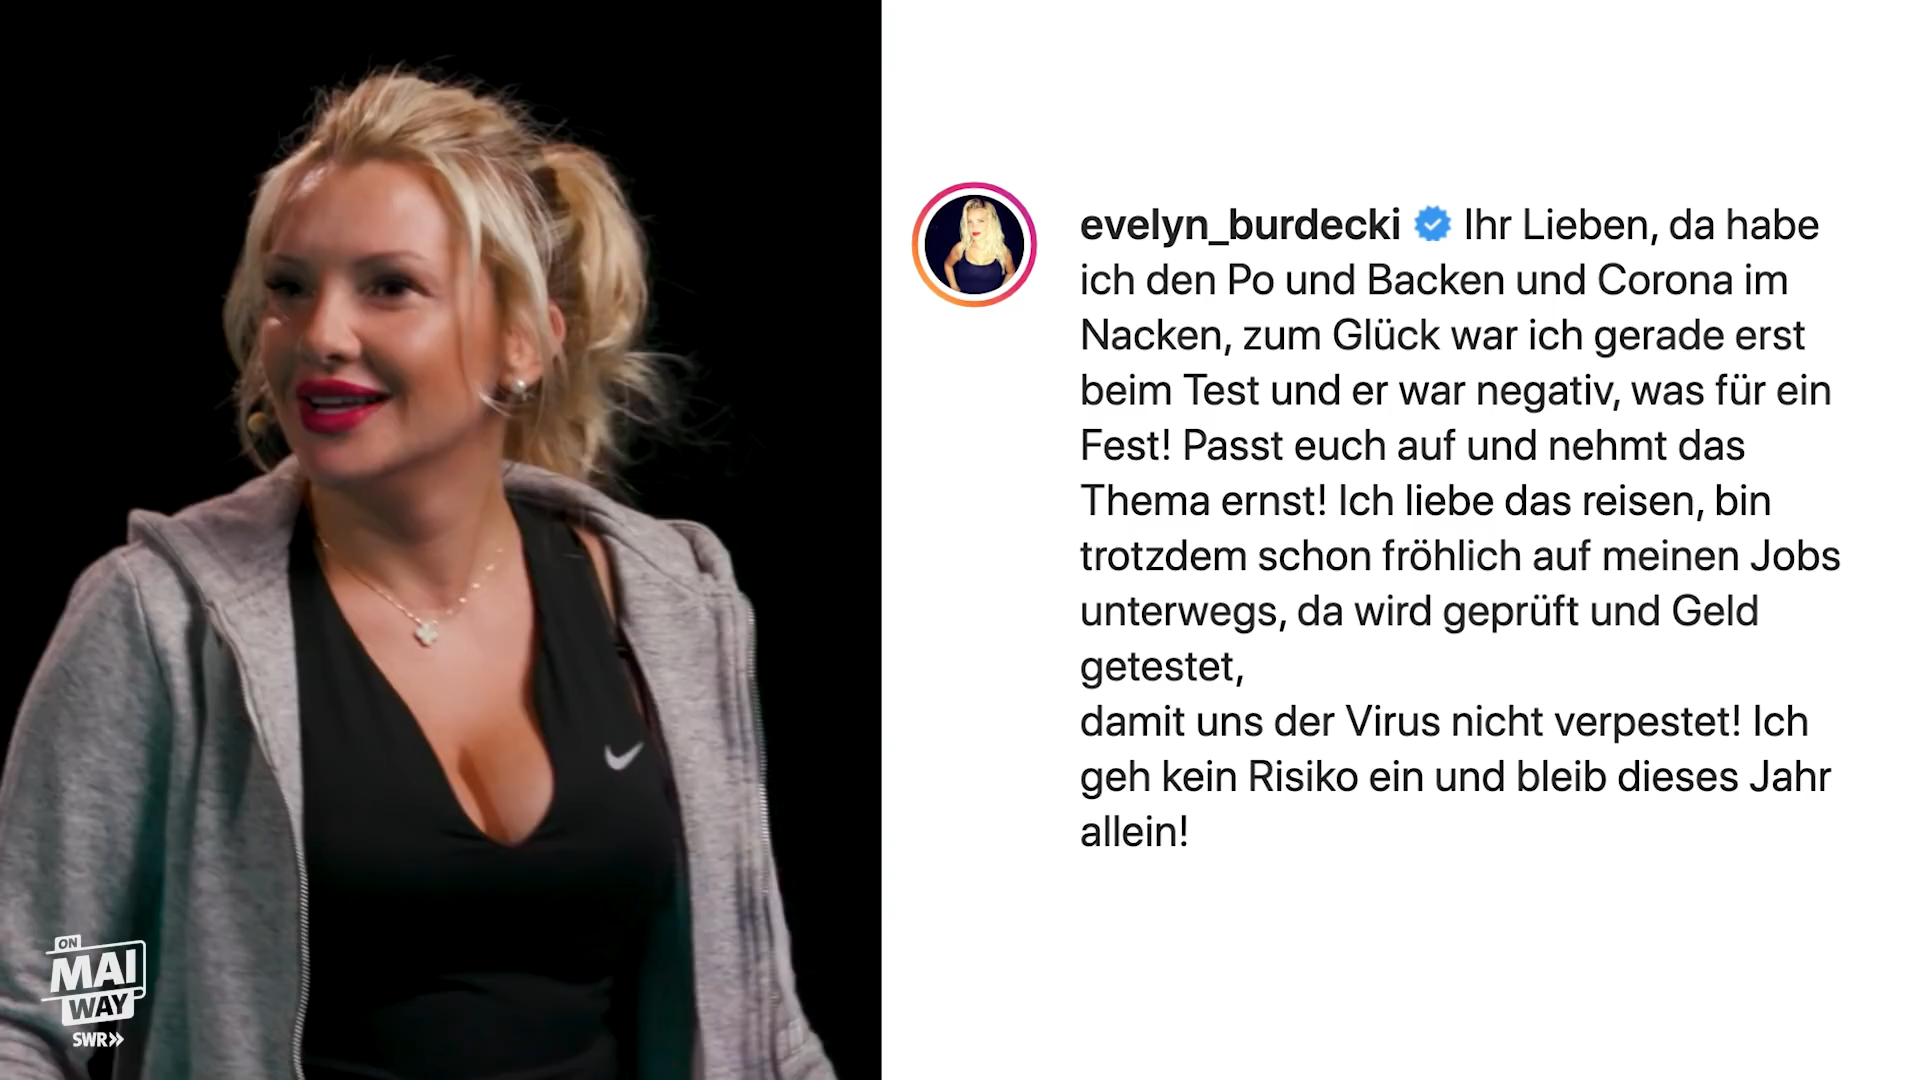 evelyn_burdecki Ihr Lieben, da habe
ich den Po und Backen und Corona im
Nacken, zum Glück war ich gerade erst
beim Test und er war negativ, was für ein
Fest! Passt euch auf und nehmt das
Thema ernst! Ich liebe das reisen, bin
trotzdem schon fröhlich auf meinen Jobs
unterwegs, da wird geprüft und Geld
getestet,
damit uns der Virus nicht verpestet! Ich
geh kein Risiko ein und bleib dieses Jahr
allein!
ON
MAI
WAY
SWR